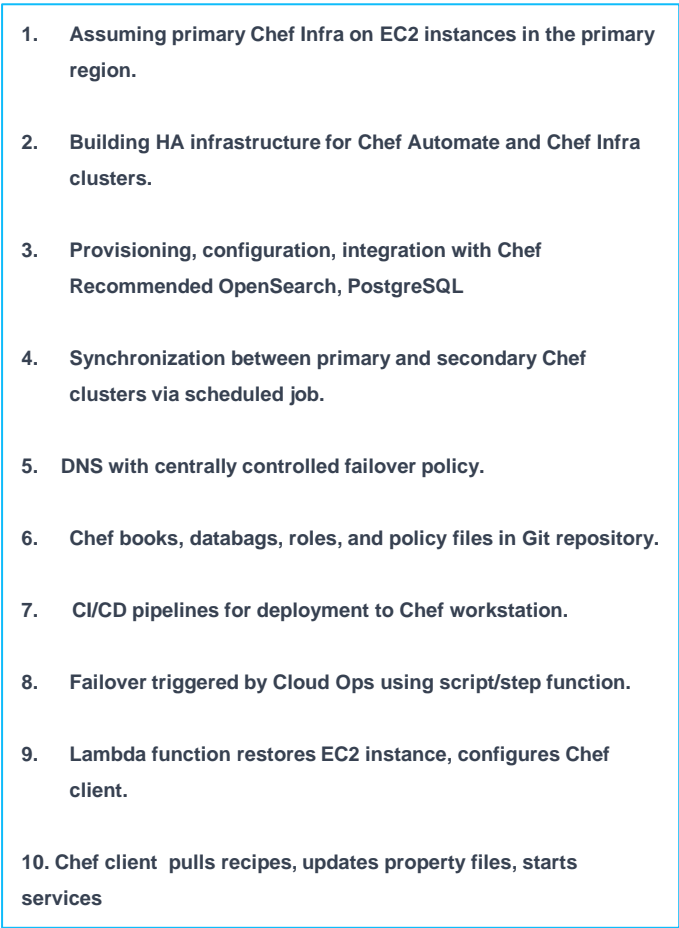 1. Assuming primary Chef Infra on EC2 instances in the primary
region.
2. Building HA infrastructure for Chef Automate and Chef Infra
clusters.
3. Provisioning, configuration, integration with Chef
Recommended OpenSearch, PostgreSQL
4. Synchronization between primary and secondary Chef
clusters via scheduled job.
5. DNS with centrally controlled failover policy.
6. Chef books, databags, roles, and policy files in Git repository.
7. CI/CD pipelines for deployment to Chef workstation.
8. Failover triggered by Cloud Ops using script/step function.
9. Lambda function restores EC2 instance, configures Chef
client.
10. Chef client pulls recipes, updates property files, starts
services